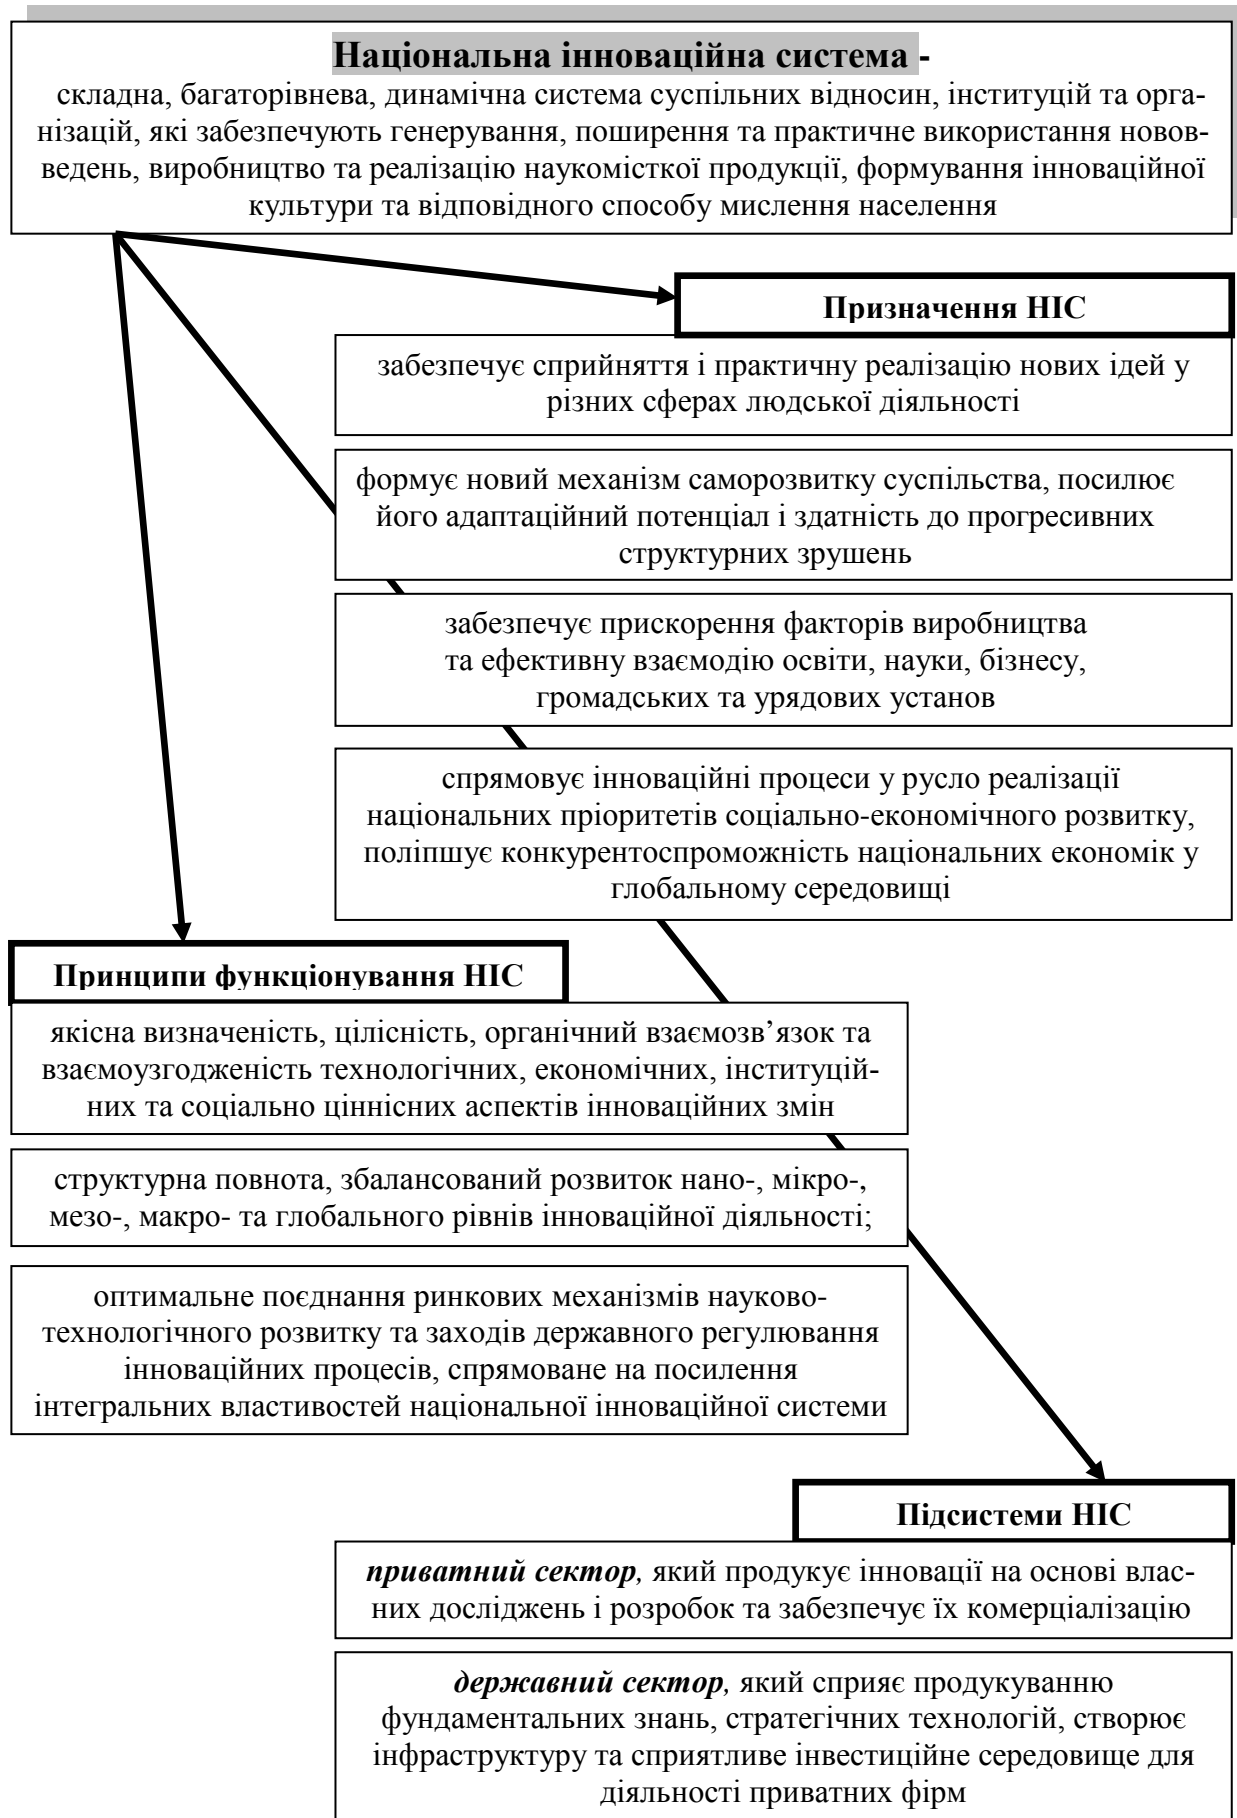 Національна інноваційна система -
складна, багаторівнева, динамічна система суспільних відносин, інституцій та орга-
нізацій, які забезпечують генерування, поширення та практичне використання новов-
ведень, виробництво та реалізацію наукомісткої продукції, формування інноваційної
культури та відповідного способу мислення населення
Призначення НІС
забезпечує сприйняття і практичну реалізацію нових ідей у
різних сферах людської діяльності
формує новий механізм саморозвитку суспільства, посилює
його адаптаційний потенціал і здатність до прогресивних
структурних зрушень
забезпечує прискорення факторів виробництва
та ефективну взаємодію освіти, науки, бізнесу,
громадських та урядових установ
спрямовує інноваційні процеси у русло реалізації
національних пріоритетів соціально-економічного розвитку,
поліпшує конкурентоспроможність національних економік у
глобальному середовищі
Принципи функціонування НІС
якісна визначеність, цілісність, органічний взаємозв’язок та
взаємоузгодженість технологічних, економічних, інституцій-
них та соціально ціннісних аспектів інноваційних змін
структурна повнота, збалансований розвиток нано-, мікро-,
мезо-, макро- та глобального рівнів інноваційної діяльності;
оптимальне поєднання ринкових механізмів науково-
технологічного розвитку та заходів державного регулювання
інноваційних процесів, спрямоване на посилення
інтегральних властивостей національної інноваційної системи
Підсистеми НІС
приватний сектор, який продукує інновації на основі влас-
них досліджень і розробок та забезпечує їх комерціалізацію
державний сектор, який сприяє продукуванню
фундаментальних знань, стратегічних технологій, створює
інфраструктуру та сприятливе інвестиційне середовище для
діяльності приватних фірм